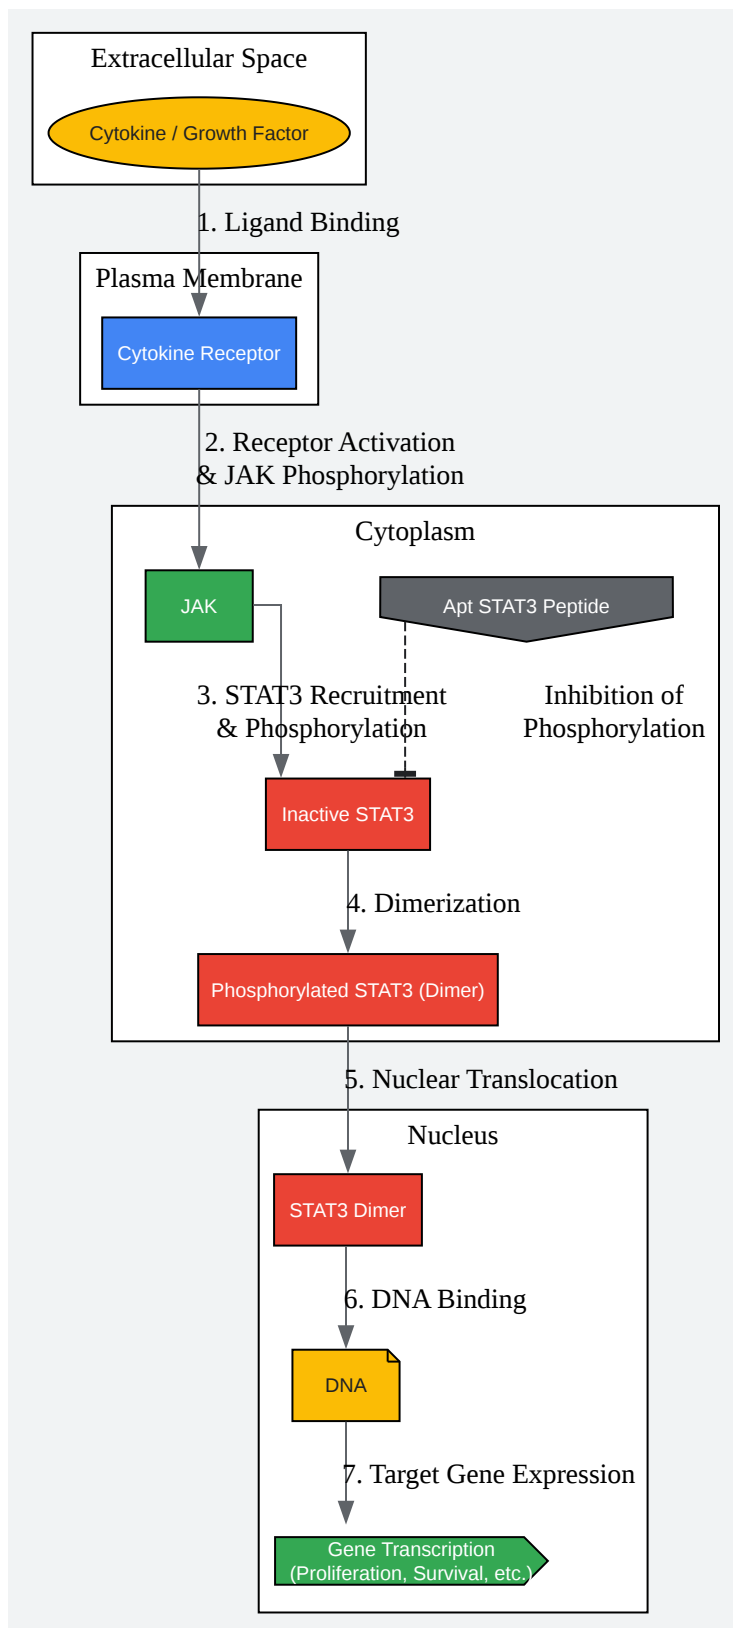 Extracellular Space
Cytokine / Growth Factor
1. Ligand Binding
Plasma Membrane
Cytokine Receptor
2. Receptor Activation
& JAK Phosphorylation
Cytoplasm
JAK
Apt STAT3 Peptide
3. STAT3 Recruitment
& Phosphorylation
Inhibition of
Phosphorylation
Inactive STAT3
4. Dimerization
Phosphorylated STAT3 (Dimer)
5. Nuclear Translocation
Nucleus
STAT3 Dimer
6. DNA Binding
DNA
7. Target Gene Expression
Gene Transcription
(Proliferation, Survival, etc.)